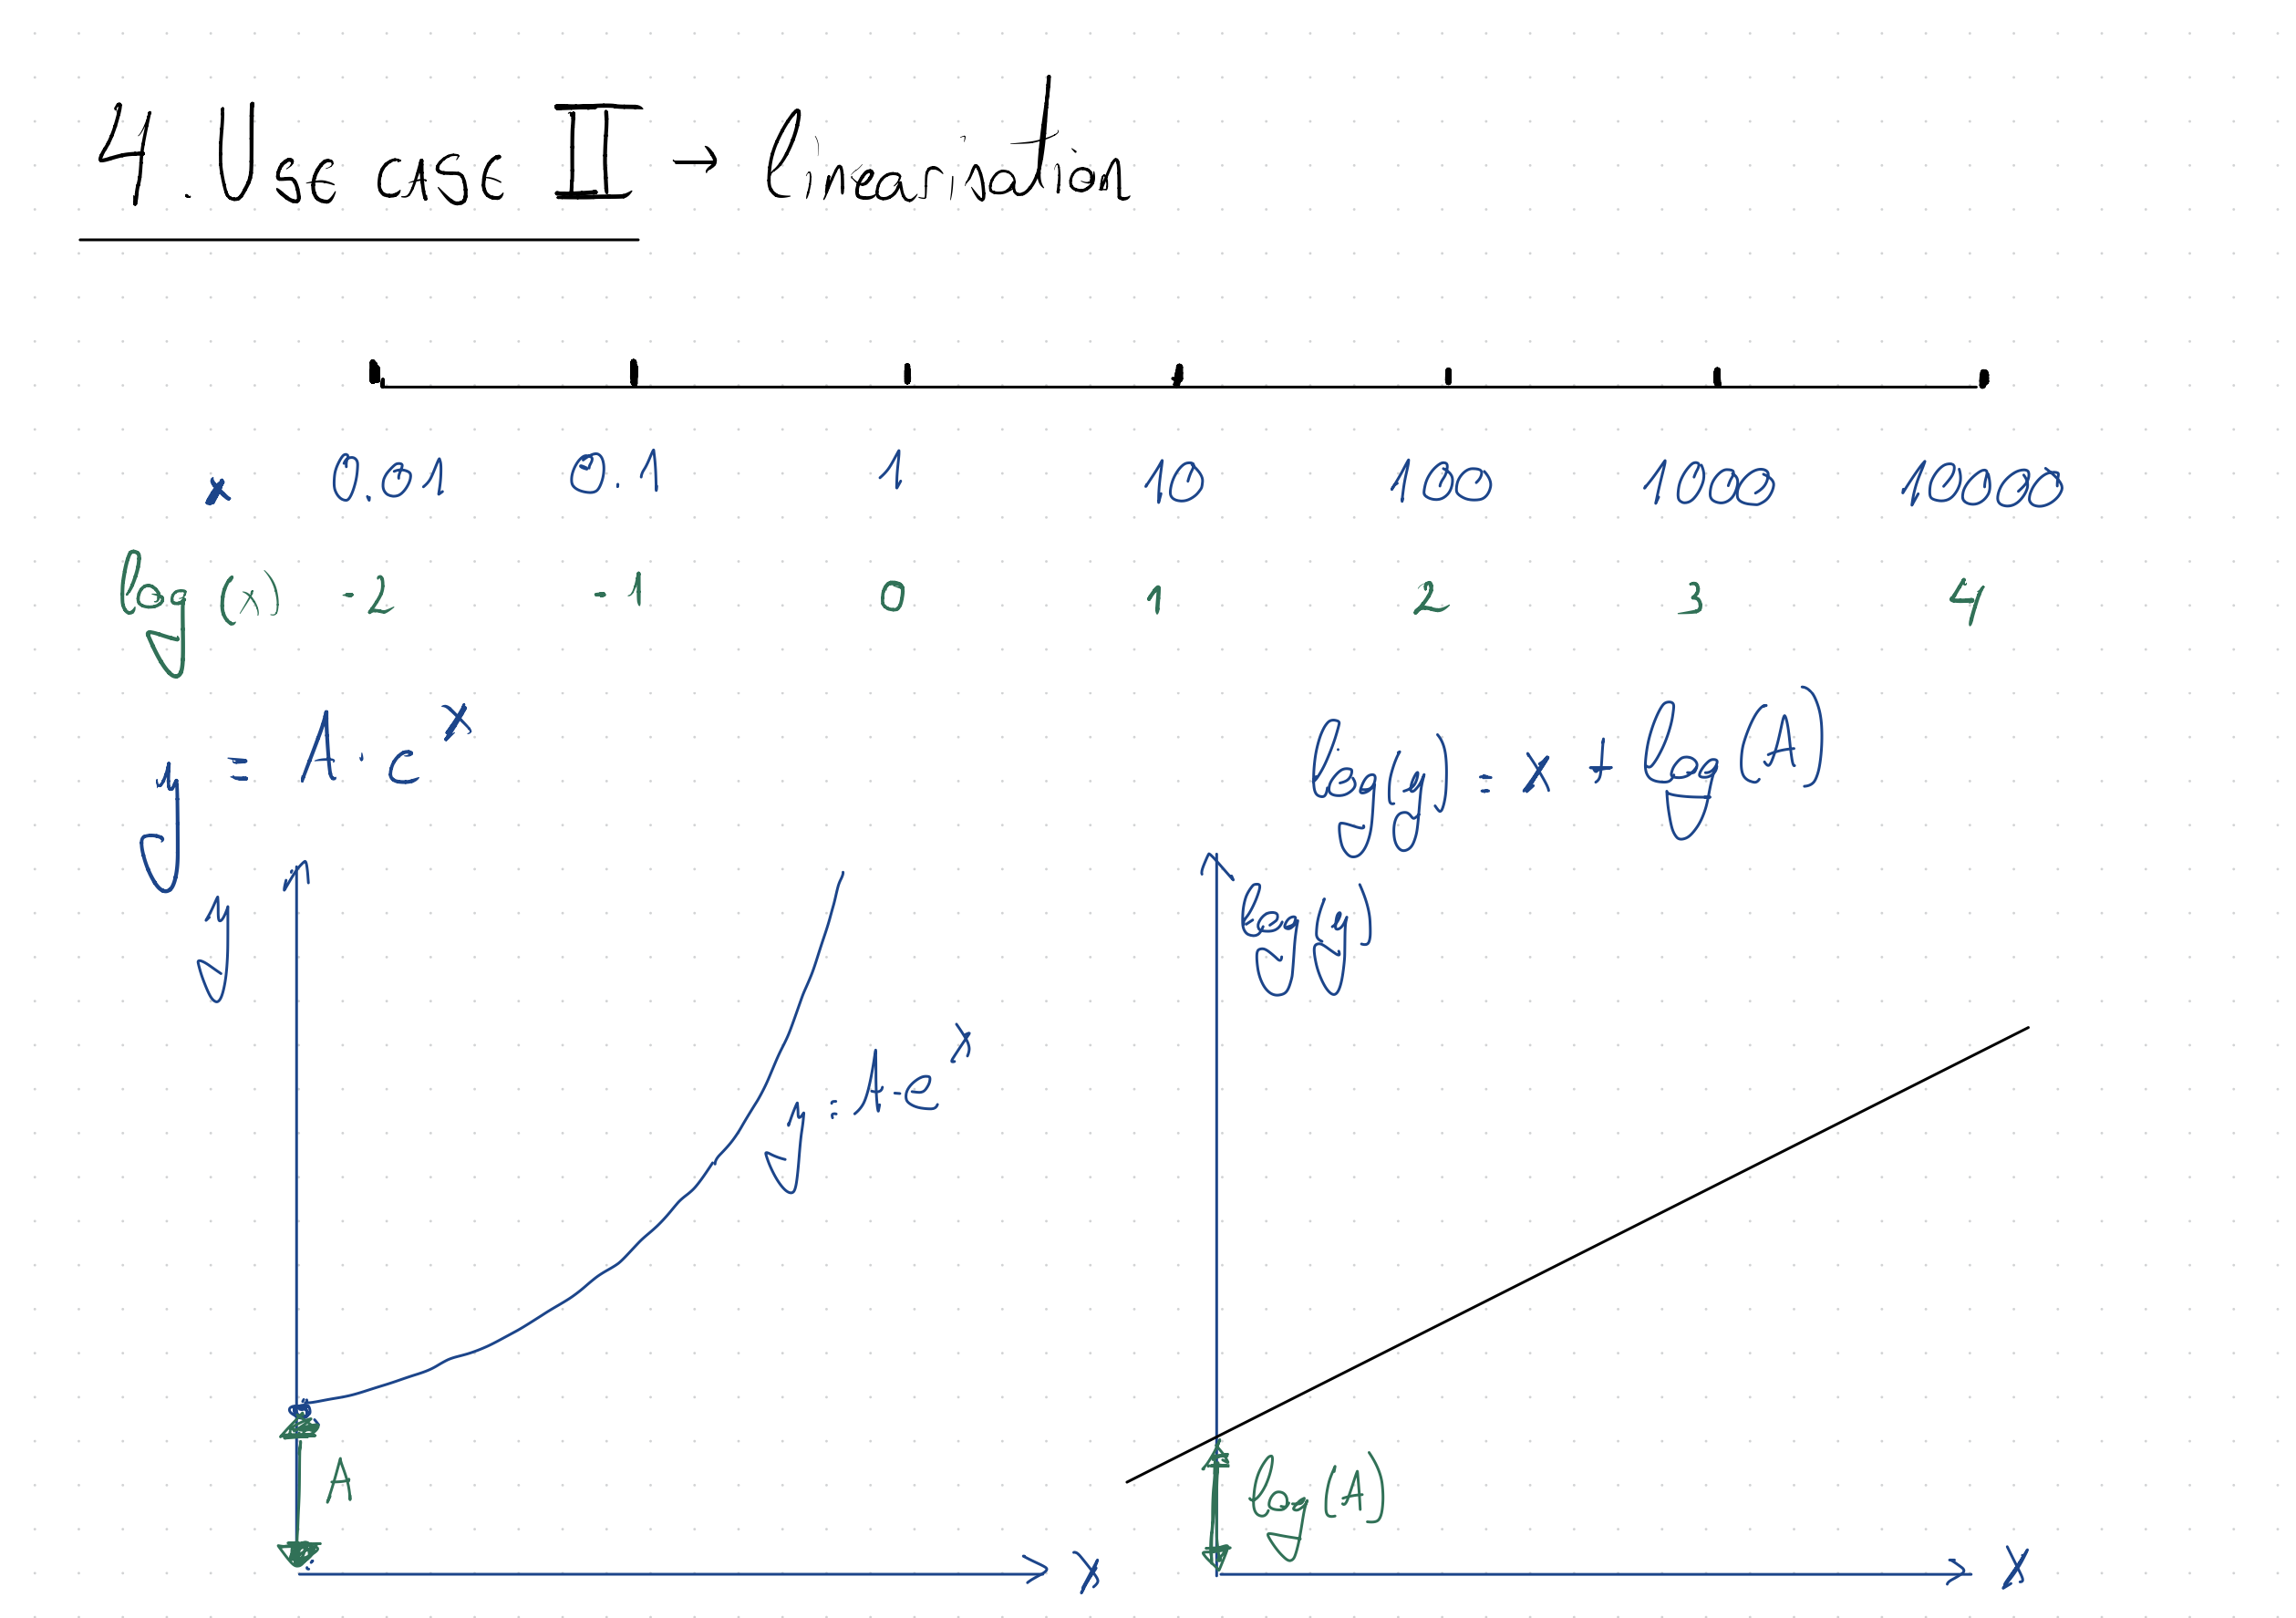 4. Use case II → linearisation
x 0.01 0.1 1 10 100 1000 10000
log(x) -2 -1 0 1 2 3 4
y = A · e^x
log(y) = x + log(A)
y
y = A · e^x
A
x
log(y)
log(A)
x